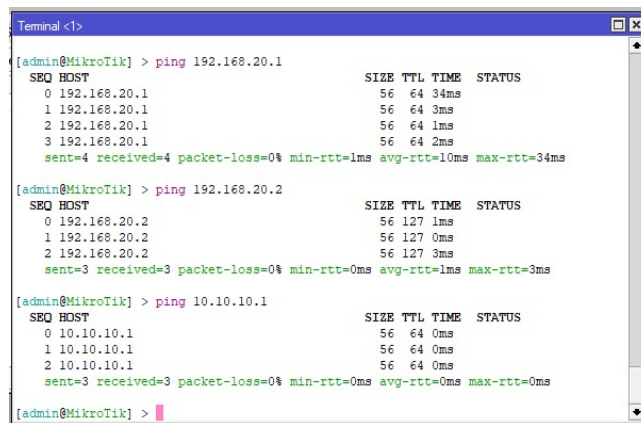 Terminal <1>
[admin@MikroTik] > ping 192.168.20.1
SEQ HOST SIZE TTL TIME STATUS
0 192.168.20.1 56 64 34ms
1 192.168.20.1 56 64 3ms
2 192.168.20.1 56 64 1ms
3 192.168.20.1 56 64 2ms
sent=4 received=4 packet-loss=0% min-rtt=1ms avg-rtt=10ms max-rtt=34ms
[admin@MikroTik] > ping 192.168.20.2
SEQ HOST SIZE TTL TIME STATUS
0 192.168.20.2 56 127 1ms
1 192.168.20.2 56 127 0ms
2 192.168.20.2 56 127 3ms
sent=3 received=3 packet-loss=0% min-rtt=0ms avg-rtt=1ms max-rtt=3ms
[admin@MikroTik] > ping 10.10.10.1
SEQ HOST SIZE TTL TIME STATUS
0 10.10.10.1 56 64 0ms
1 10.10.10.1 56 64 0ms
2 10.10.10.1 56 64 0ms
sent=3 received=3 packet-loss=0% min-rtt=0ms avg-rtt=0ms max-rtt=0ms
[admin@MikroTik] >